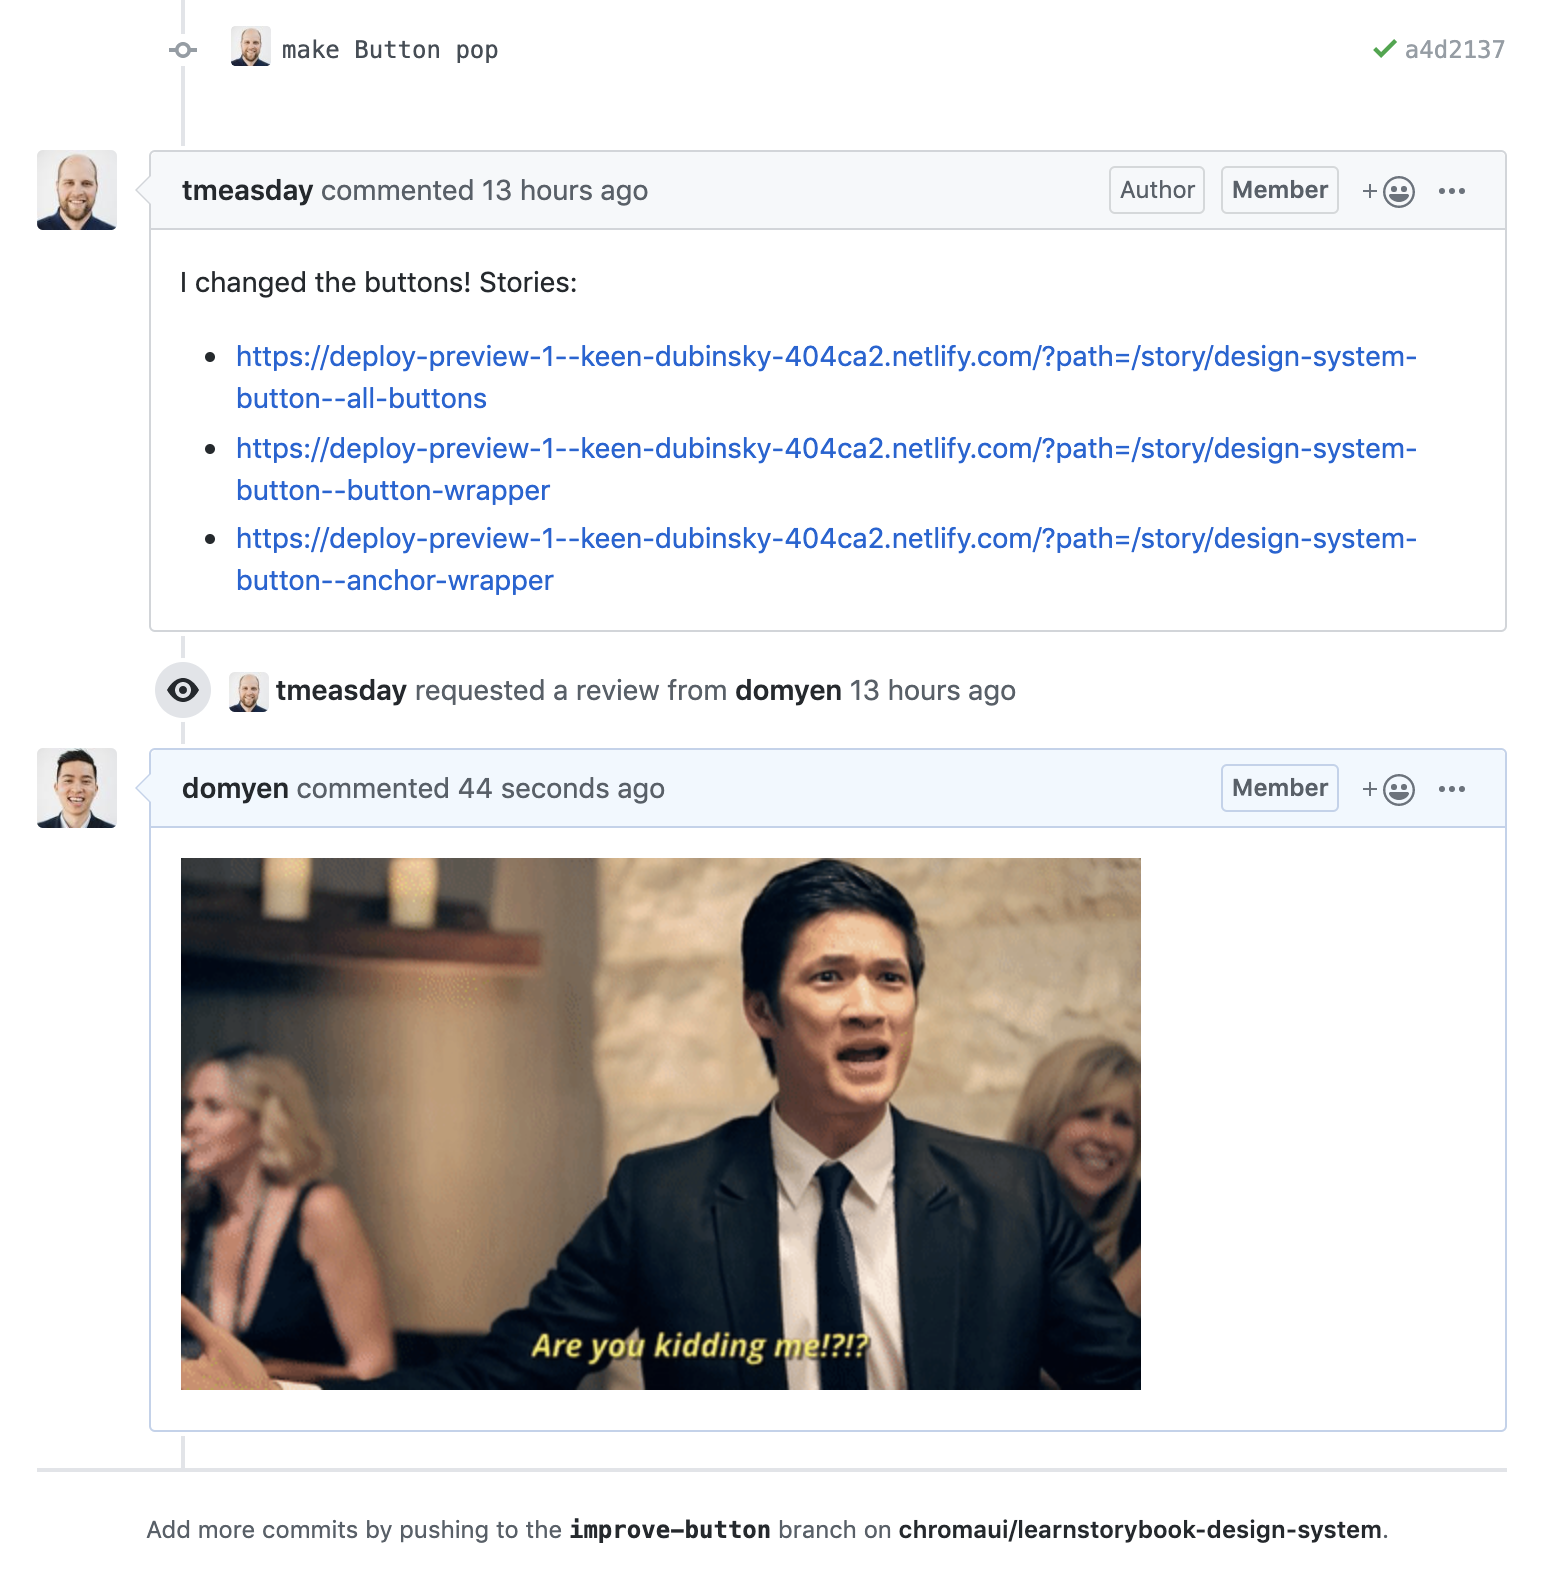 make Button pop
a4d2137
tmeasday commented 13 hours ago
Author
Member
I changed the buttons! Stories:
https://deploy-preview-1--keen-dubinsky-404ca2.netlify.com/?path=/story/design-system-
button--all-buttons
https://deploy-preview-1--keen-dubinsky-404ca2.netlify.com/?path=/story/design-system-
button--button-wrapper
https://deploy-preview-1--keen-dubinsky-404ca2.netlify.com/?path=/story/design-system-
button--anchor-wrapper
tmeasday requested a review from domyen 13 hours ago
domyen commented 44 seconds ago
Member
Are you kidding me!?!?
Add more commits by pushing to the improve-button branch on chromaui/learnstorybook-design-system.